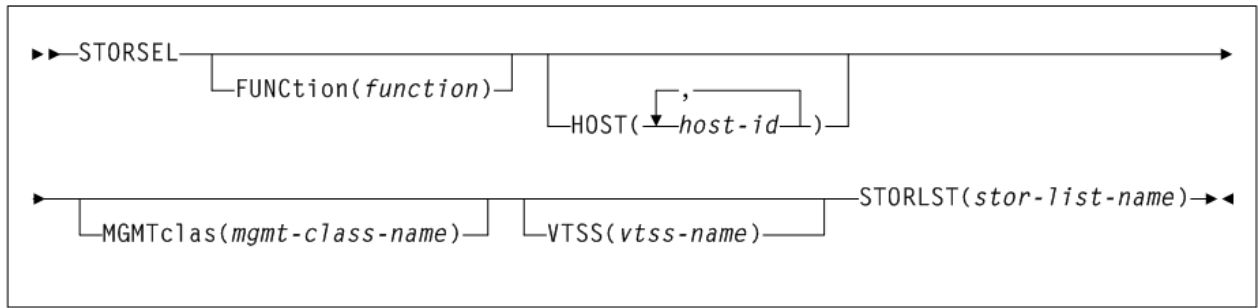 STORSEL
FUNCtion(function)
,
HOST(host-id)
STORLST(stor-list-name)
MGMTclas(mgmt-class-name)
VTSS(vtss-name)